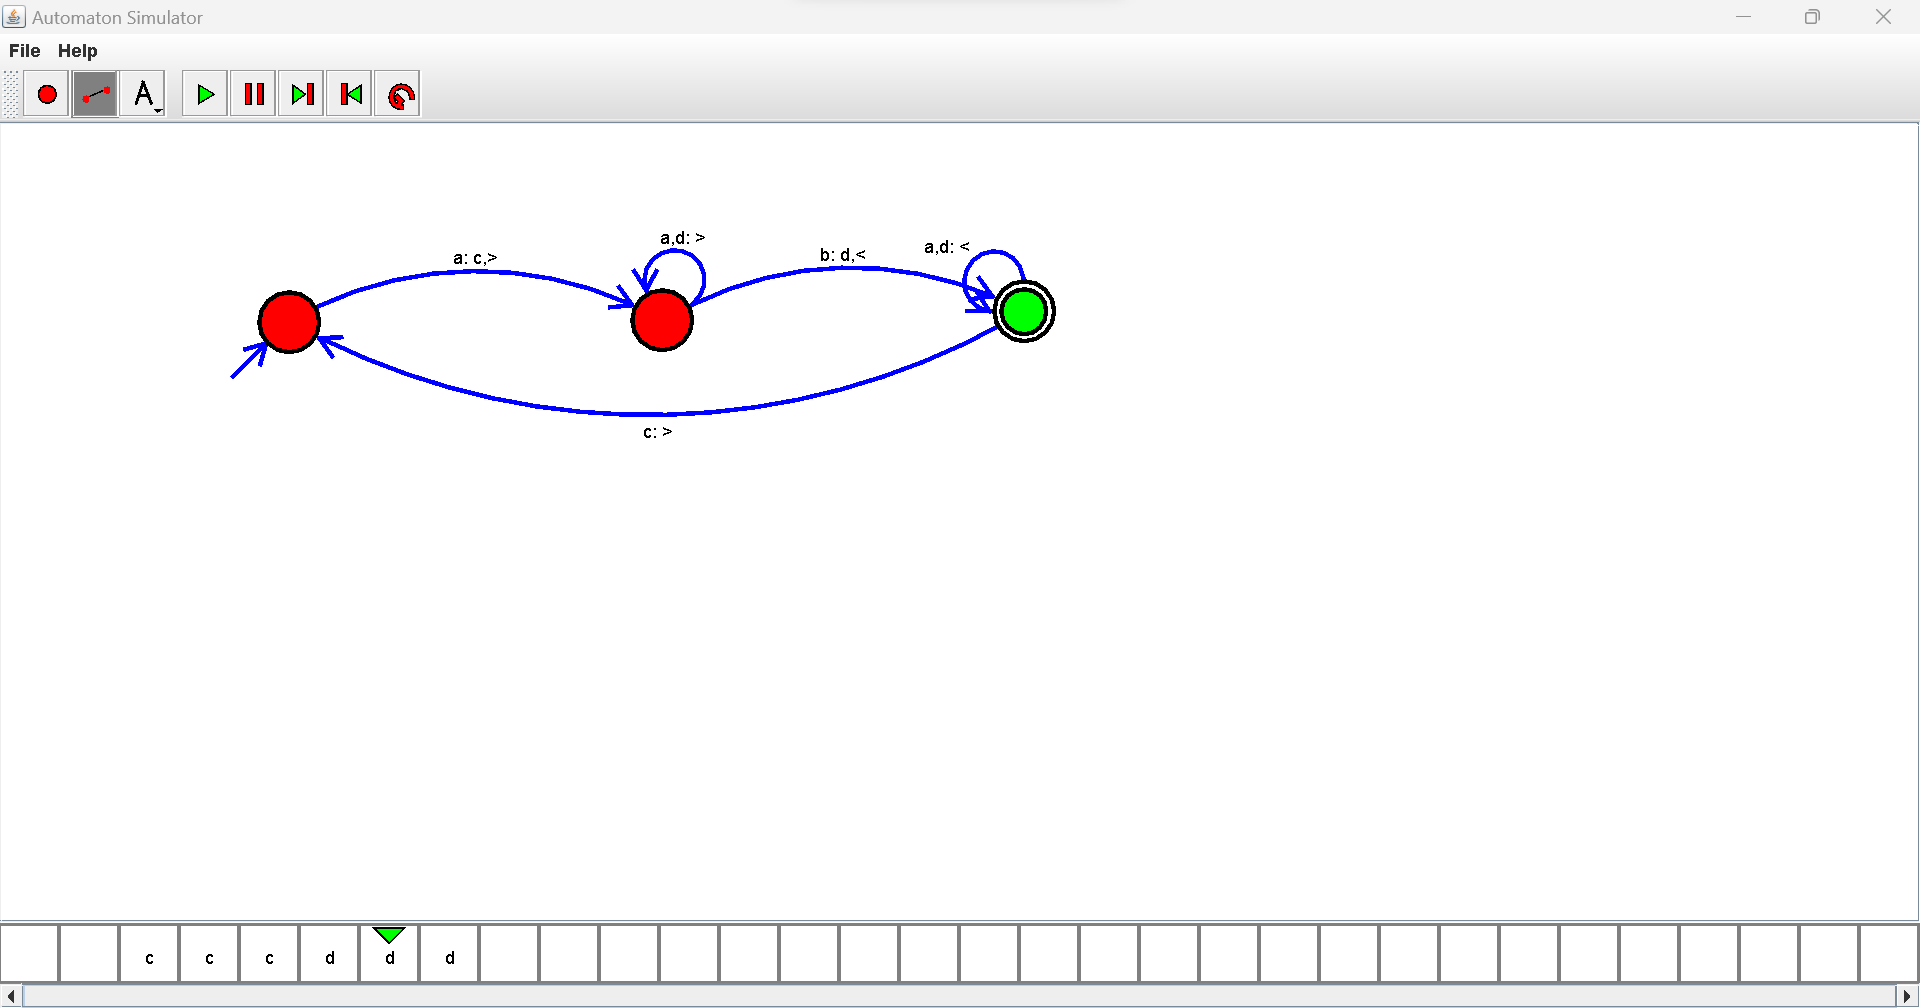 Automaton Simulator
File Help
A
a,d: >
a,d: <
b: d,<
a: c,>
c: >
c c c d d d